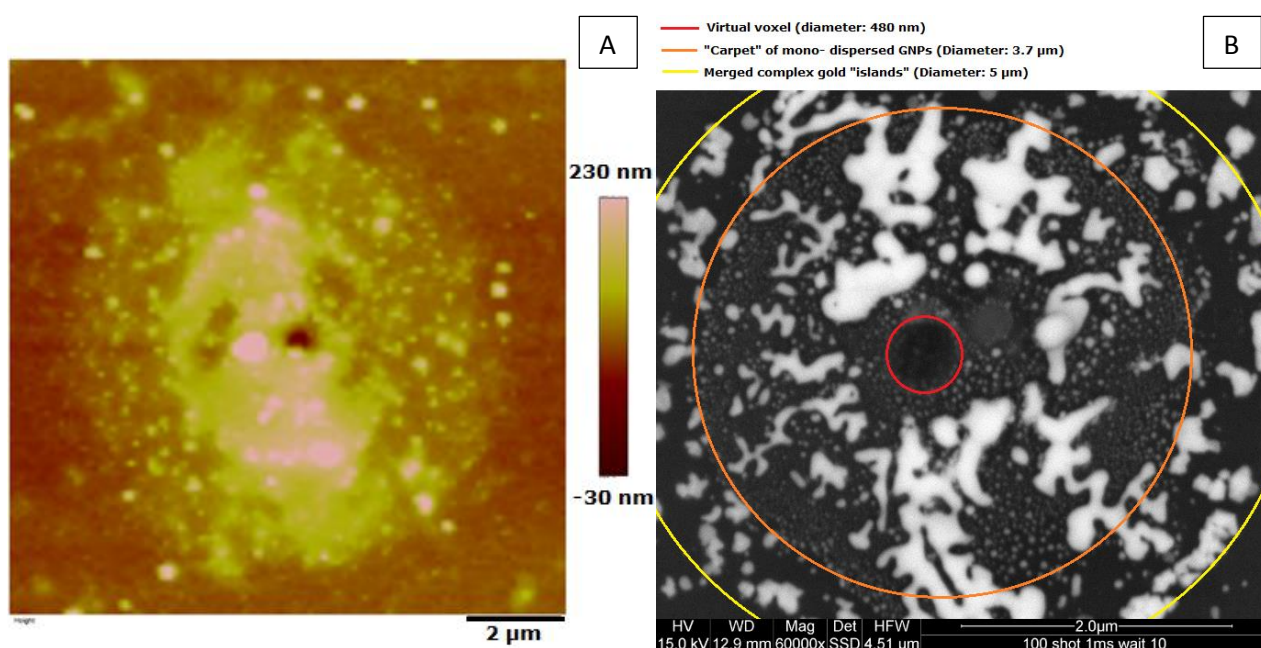 A
230 nm
-30 nm
Height
2 µm
Virtual voxel (diameter: 480 nm)
"Carpet" of mono- dispersed GNPs (Diameter: 3.7 µm)
Merged complex gold "islands" (Diameter: 5 µm)
B
HV WD Mag Det HFW 2.0µm
15.0 kV 12.9 mm 60000x SSD 4.51 µm 100 shot 1ms wait 10